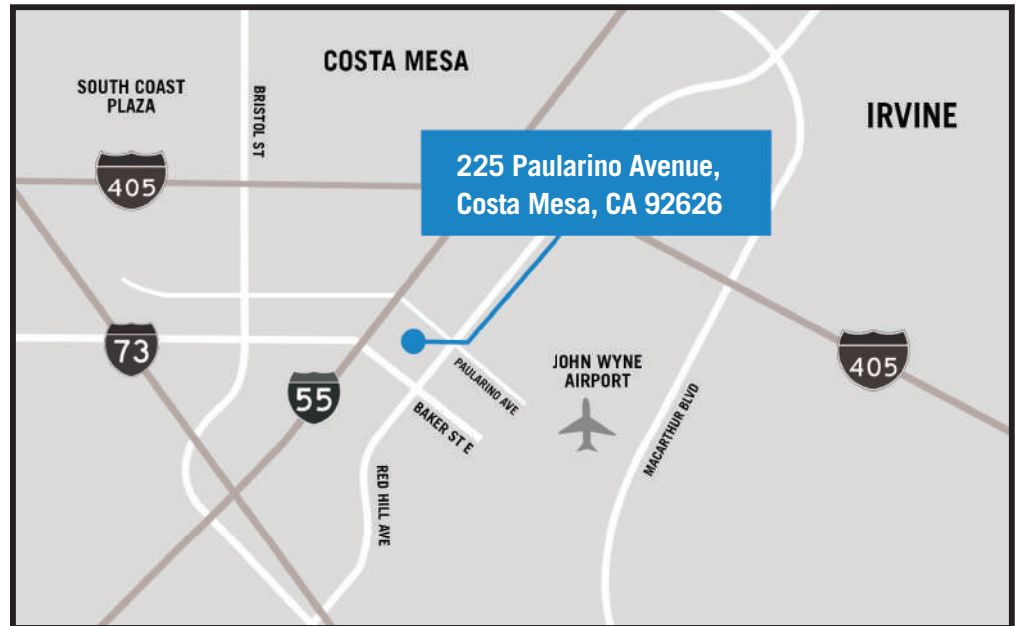 COSTA MESA
SOUTH COAST
PLAZA
BRISTOL ST
IRVINE
225 Paularino Avenue,
Costa Mesa, CA 92626
405
73
55
PAULARINO AVE
JOHN WYNE
AIRPORT
405
BAKER ST E
MACARTHUR BLVD
RED HILL AVE